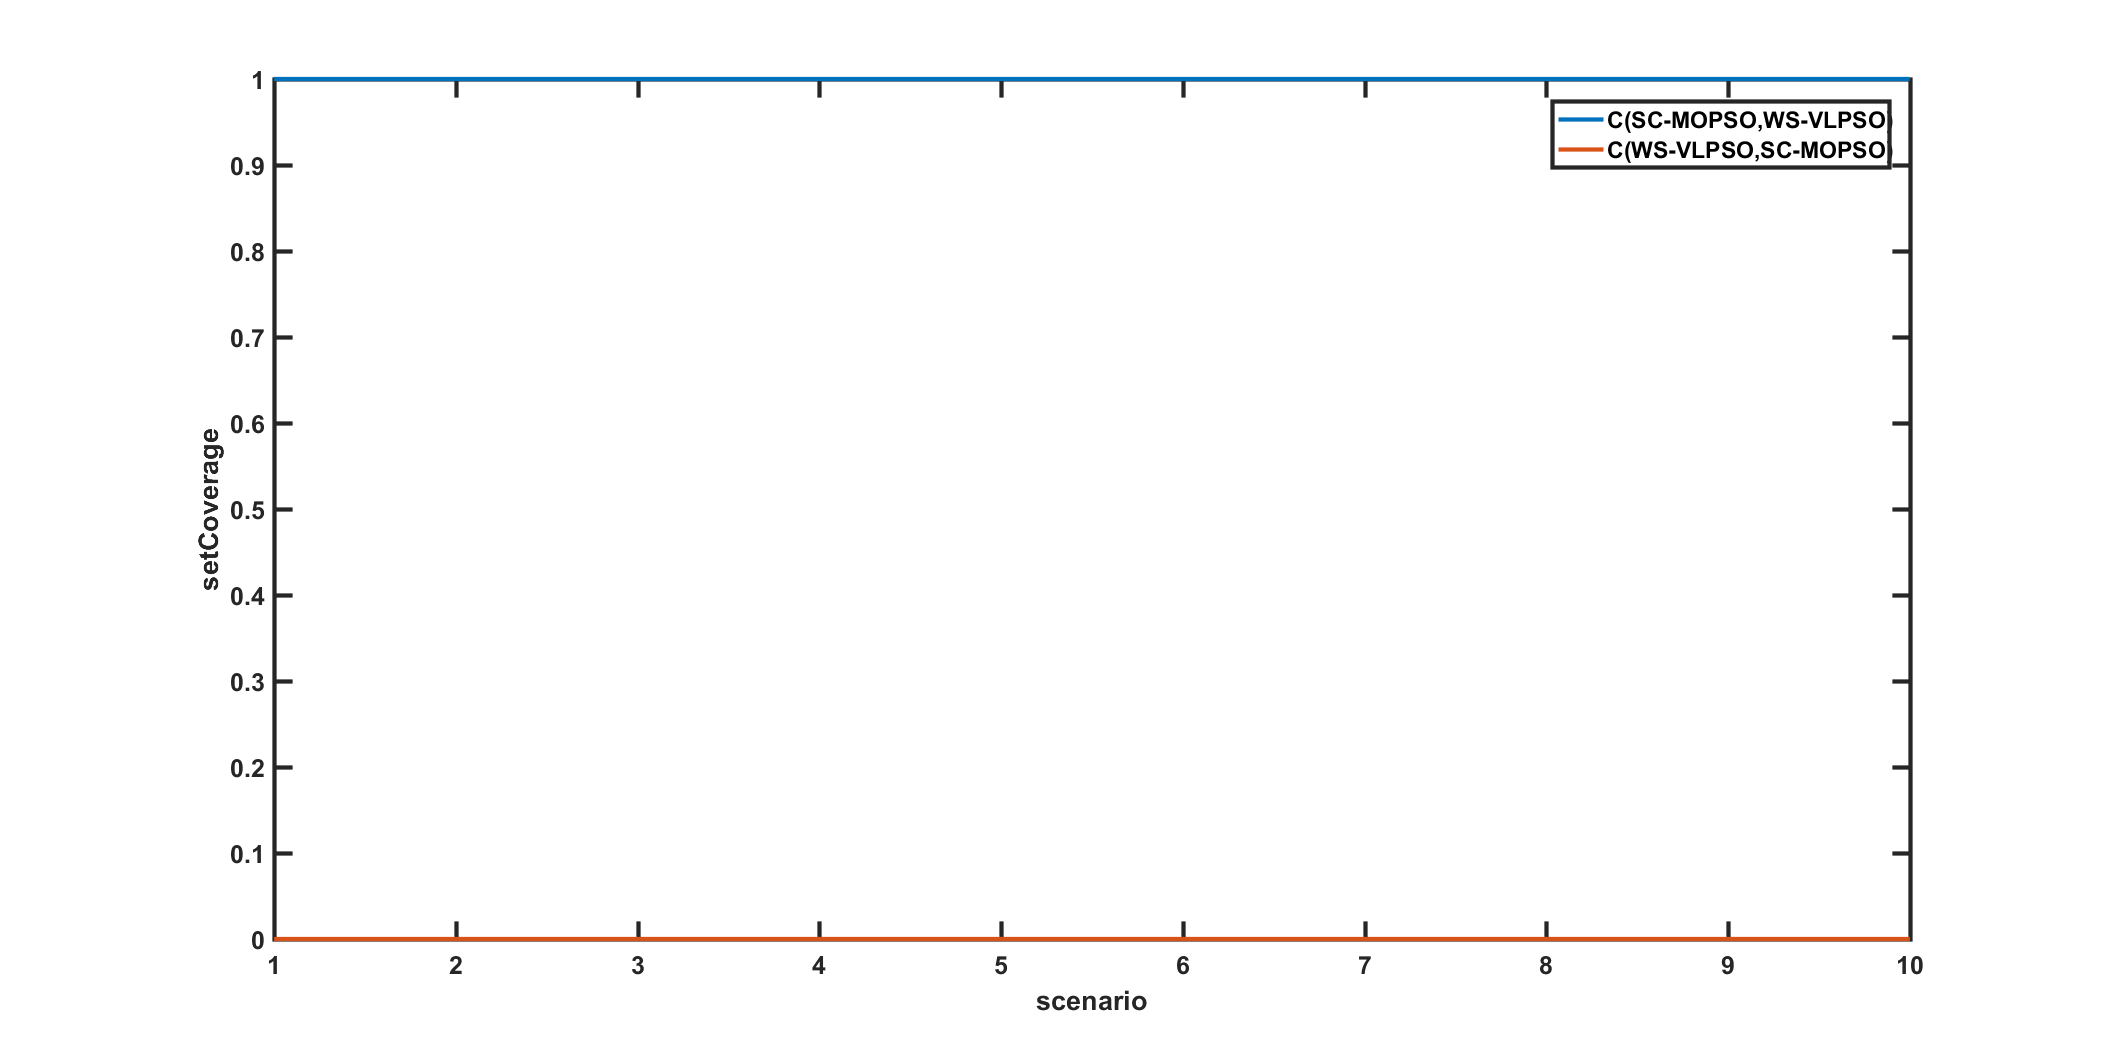 1
0.9
0.8
0.7
0.6
0.5
0.4
0.3
0.2
0.1
0
setCoverage
C(SC-MOPSO,WS-VLPSO)
C(WS-VLPSO,SC-MOPSO)
1 2 3 4 5 6 7 8 9 10
scenario